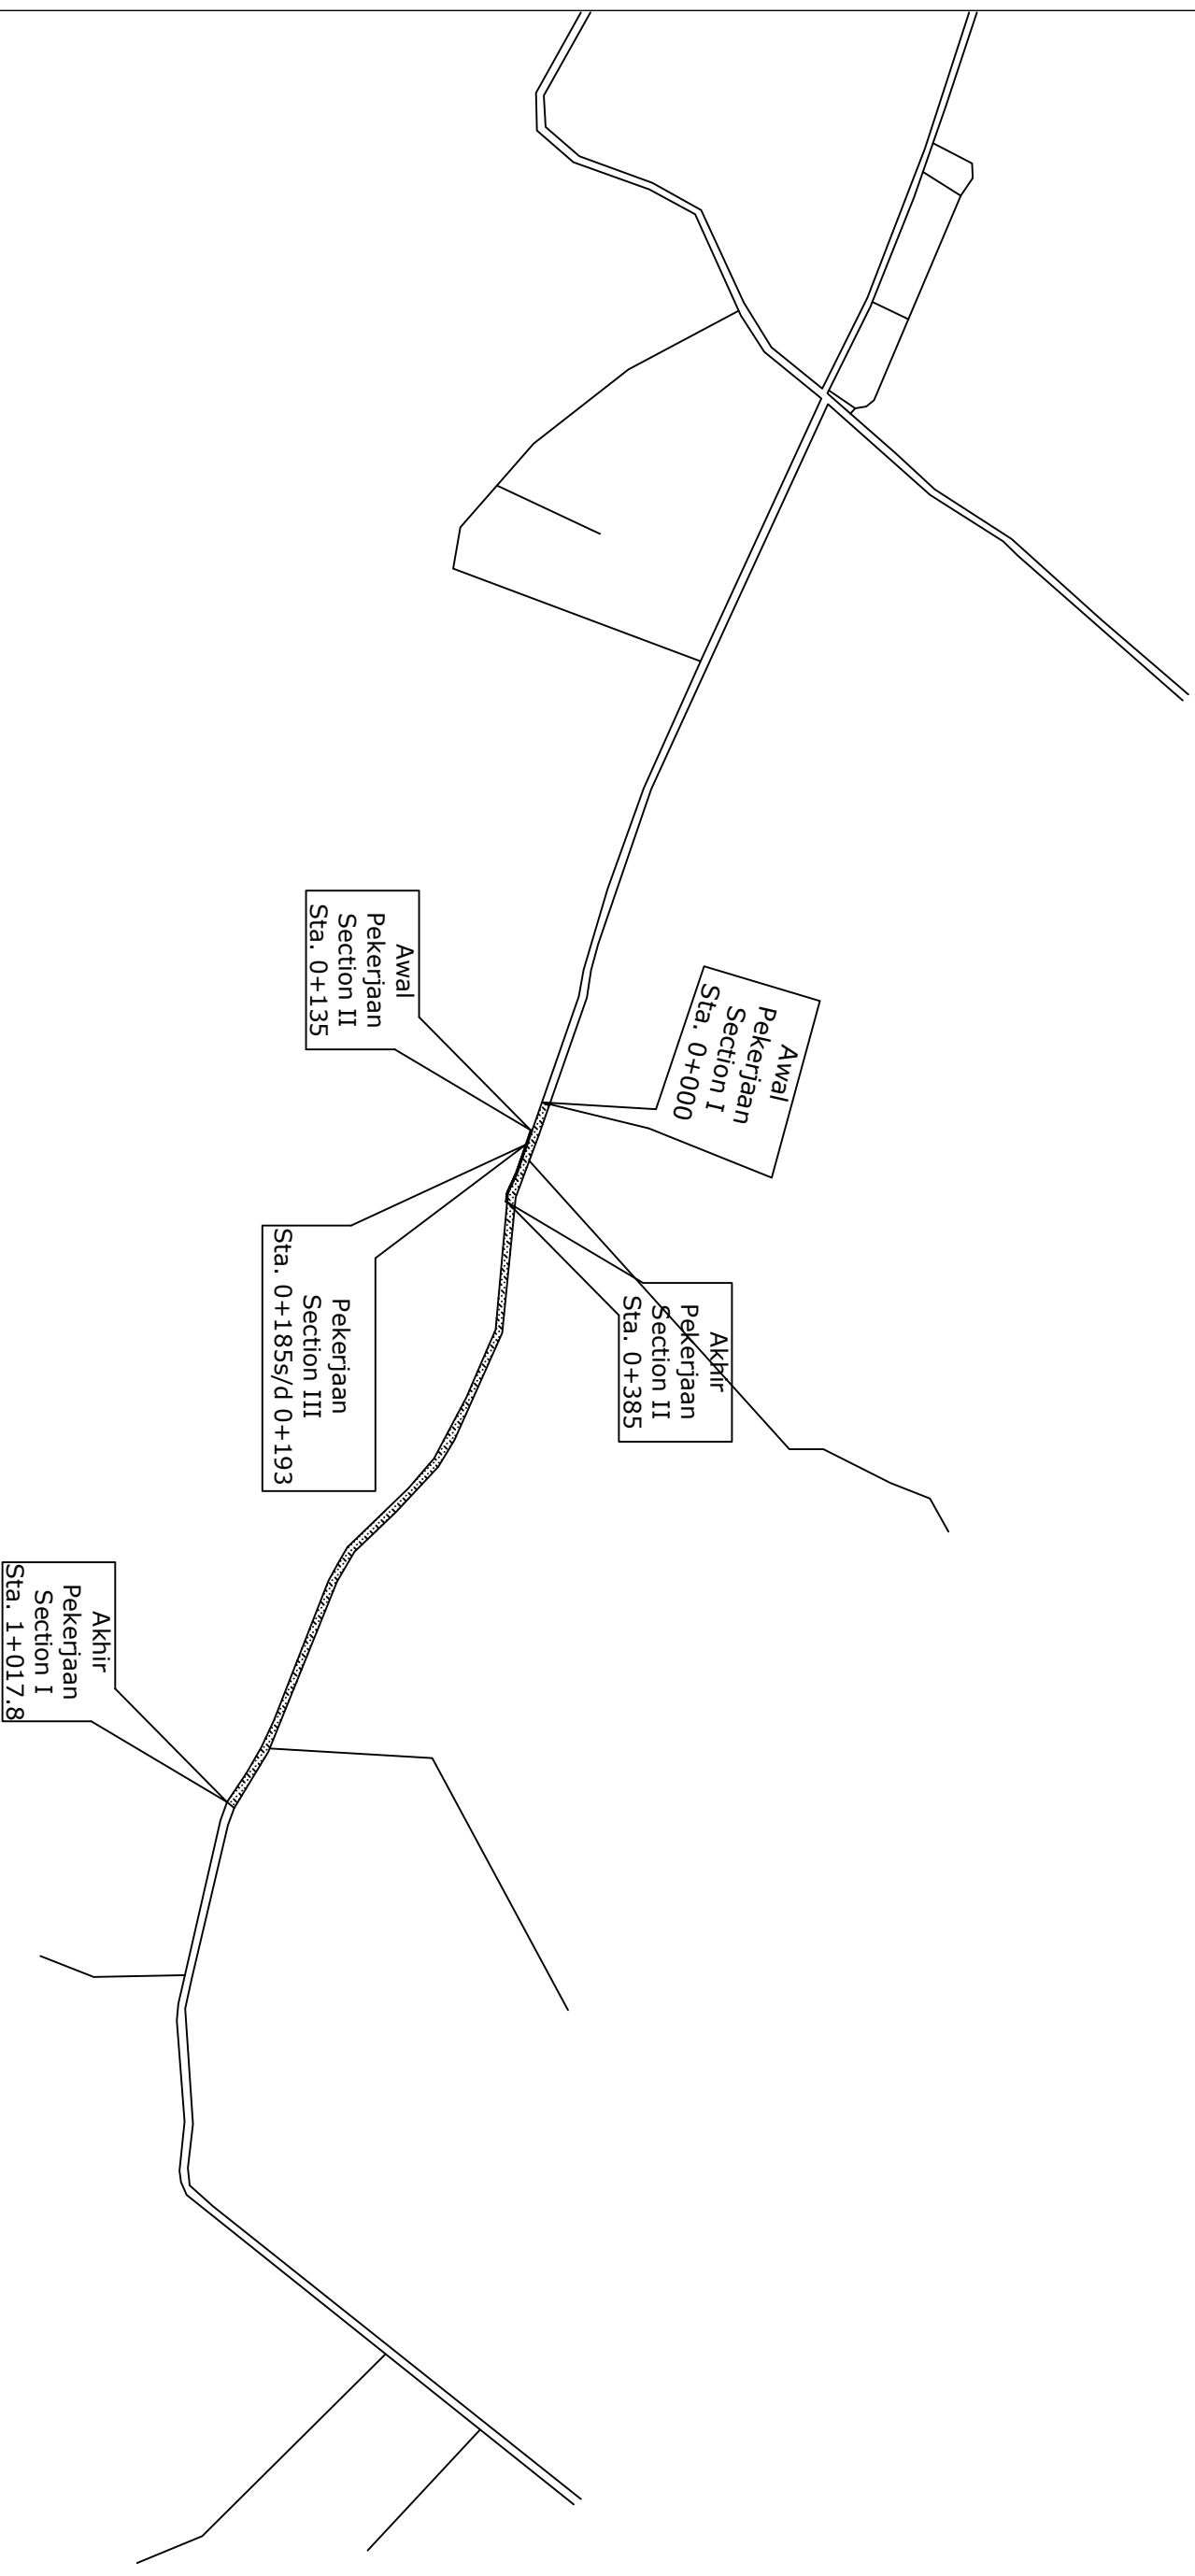 Awal
Pekerjaan
Section I
Sta. 0+000
Awal
Pekerjaan
Section II
Sta. 0+135
Akhir
Pekerjaan
Section II
Sta. 0+385
Pekerjaan
Section III
Sta. 0+185s/d 0+193
Akhir
Pekerjaan
Section I
Sta. 1+017.8